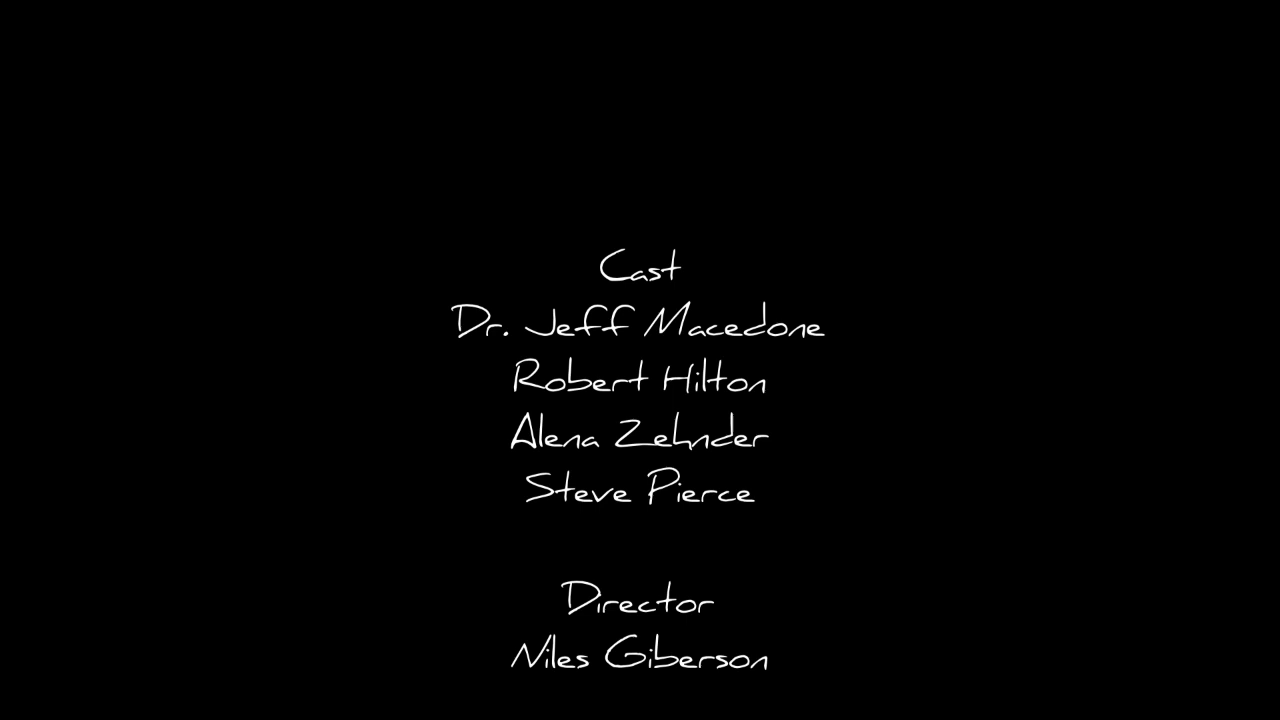 Cast
Dr. Jeff Macedone
Robert Hilton
Alena Zehnder
Steve Pierce
Director
Niles Giberson